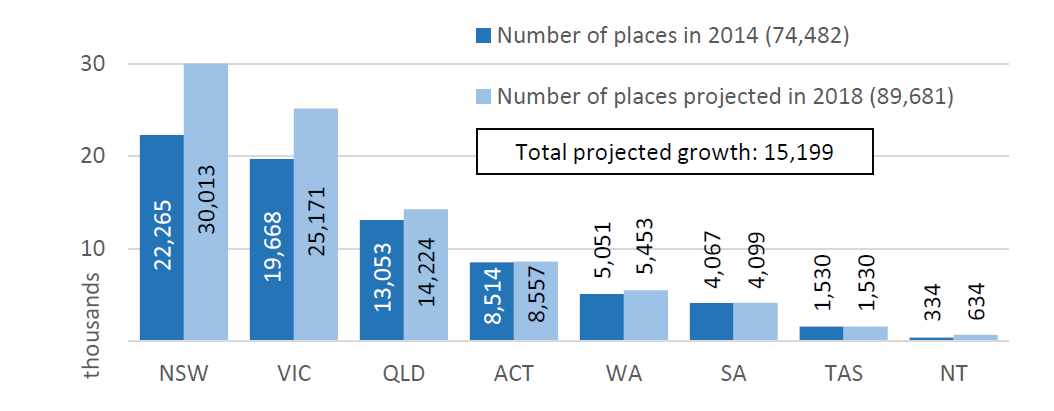 Number of places in 2014 (74,482)
Number of places projected in 2018 (89,681)
Total projected growth: 15,199
30
20
10
thousands
22,265
30,013
19,668
25,171
13,053
14,224
8,514
8,557
5,051
5,453
4,067
4,099
1,530
1,530
334
634
NSW
VIC
QLD
ACT
WA
SA
TAS
NT